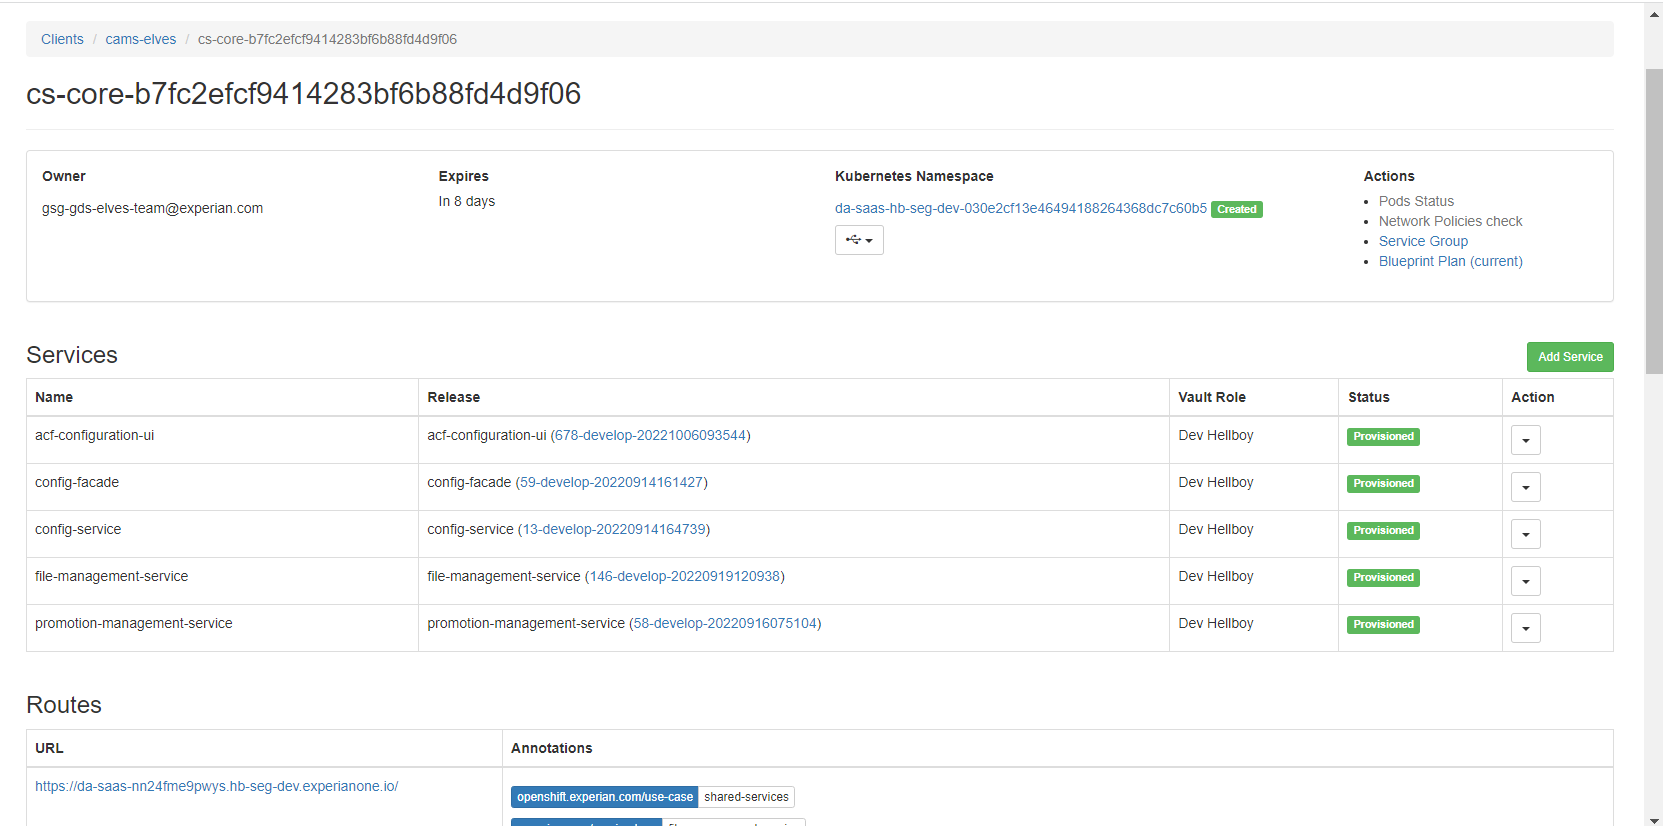 Clients / cams-elves / cs-core-b7fc2efcf9414283bf6b88fd4d9f06
cs-core-b7fc2efcf9414283bf6b88fd4d9f06
Owner Expires Kubernetes Namespace Actions
gsg-gds-elves-team@experian.com In 8 days da-saas-hb-seg-dev-030e2cf13e46494188264368dc7c60b5 Created Pods Status
Network Policies check
Service Group
Blueprint Plan (current)
Services Add Service
Name Release Vault Role Status Action
acf-configuration-ui acf-configuration-ui (678-develop-20221006093544) Dev Hellboy Provisioned
config-facade config-facade (59-develop-20220914161427) Dev Hellboy Provisioned
config-service config-service (13-develop-20220914164739) Dev Hellboy Provisioned
file-management-service file-management-service (146-develop-20220919120938) Dev Hellboy Provisioned
promotion-management-service promotion-management-service (58-develop-20220916075104) Dev Hellboy Provisioned
Routes
URL Annotations
https://da-saas-nn24fme9pwys.hb-seg-dev.experianone.io/
openshift.experian.com/use-case shared-services